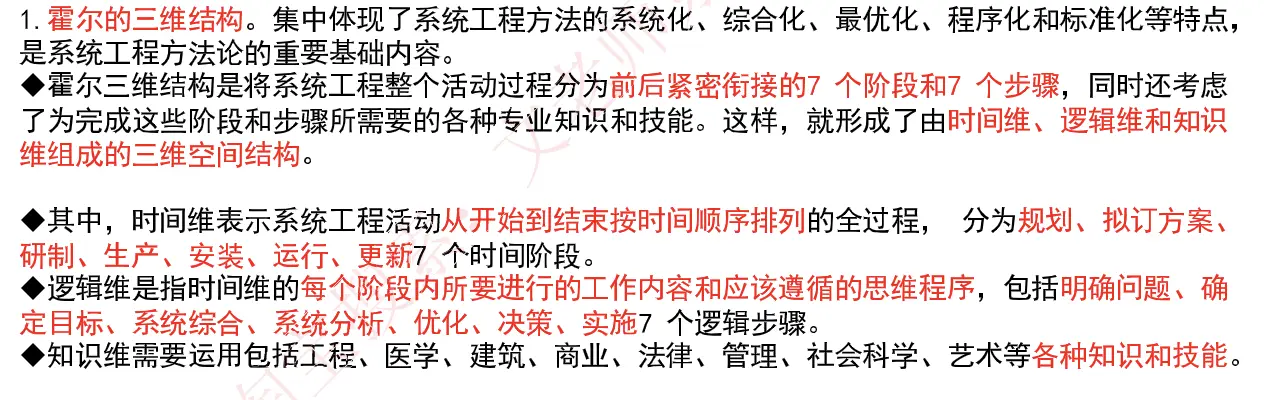 1.霍尔的三维结构。集中体现了系统工程方法的系统化、综合化、最优化、程序化和标准化等特点，
是系统工程方法论的重要基础内容。
◆霍尔三维结构是将系统工程整个活动过程分为前后紧密衔接的7 个阶段和7 个步骤，同时还考虑
了为完成这些阶段和步骤所需要的各种专业知识和技能。这样，就形成了由时间维、逻辑维和知识
维组成的三维空间结构。
◆其中，时间维表示系统工程活动从开始到结束按时间顺序排列的全过程， 分为规划、拟订方案、
研制、生产、安装、运行、更新7 个时间阶段。
◆逻辑维是指时间维的每个阶段内所要进行的工作内容和应该遵循的思维程序，包括明确问题、确
定目标、系统综合、系统分析、优化、决策、实施7 个逻辑步骤。
◆知识维需要运用包括工程、医学、建筑、商业、法律、管理、社会科学、艺术等各种知识和技能。